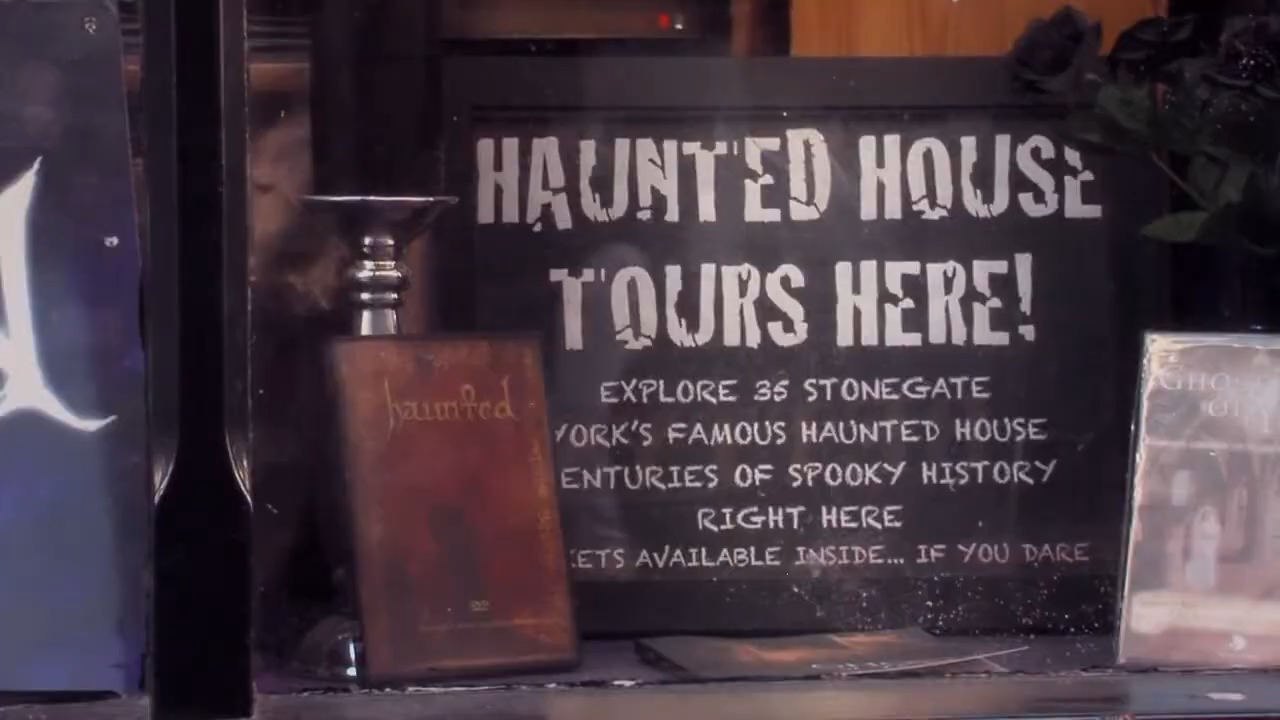 HAUNTED HOUSE
TOURS HERE!
EXPLORE 35 STONEGATE
YORK'S FAMOUS HAUNTED HOUSE
ENTURIES OF SPOOKY HISTORY
RIGHT HERE
KETS AVAILABLE INSIDE... IF YOU DARE
haunted
DVD